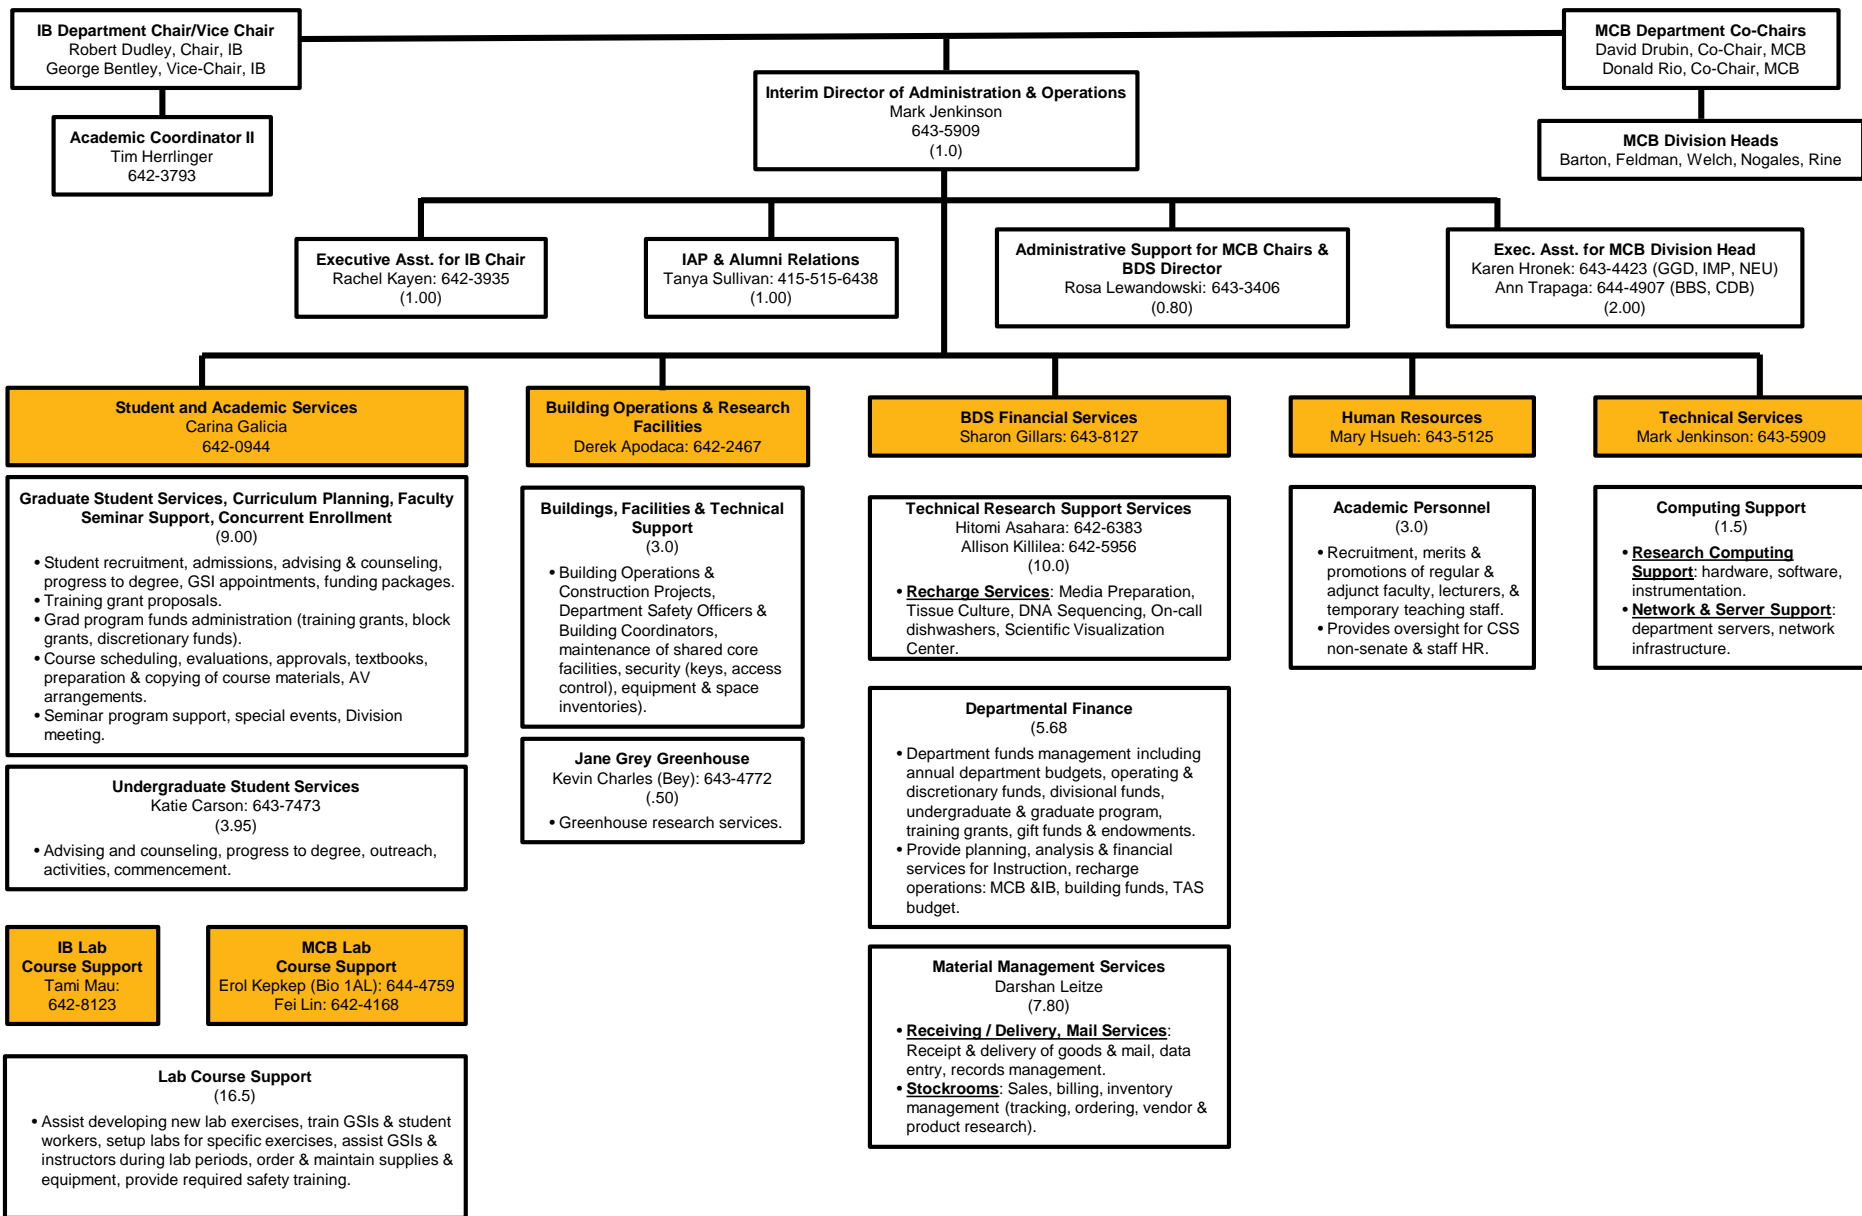 IB Department Chair/Vice Chair
Robert Dudley, Chair, IB
George Bentley, Vice-Chair, IB
MCB Department Co-Chairs
David Drubin, Co-Chair, MCB
Donald Rio, Co-Chair, MCB
Interim Director of Administration & Operations
Mark Jenkinson
643-5909
(1.0)
Academic Coordinator II
Tim Herrlinger
642-3793
MCB Division Heads
Barton, Feldman, Welch, Nogales, Rine
Executive Asst. for IB Chair
Rachel Kayen: 642-3935
(1.00)
IAP & Alumni Relations
Tanya Sullivan: 415-515-6438
(1.00)
Administrative Support for MCB Chairs &
BDS Director
Rosa Lewandowski: 643-3406
(0.80)
Exec. Asst. for MCB Division Head
Karen Hronek: 643-4423 (GGD, IMP, NEU)
Ann Trapaga: 644-4907 (BBS, CDB)
(2.00)
Student and Academic Services
Carina Galicia
642-0944
Building Operations & Research
Facilities
Derek Apodaca: 642-2467
BDS Financial Services
Sharon Gillars: 643-8127
Human Resources
Mary Hsueh: 643-5125
Technical Services
Mark Jenkinson: 643-5909
Graduate Student Services, Curriculum Planning, Faculty
Seminar Support, Concurrent Enrollment
(9.00)
• Student recruitment, admissions, advising & counseling,
progress to degree, GSI appointments, funding packages.
• Training grant proposals.
• Grad program funds administration (training grants, block
grants, discretionary funds).
• Course scheduling, evaluations, approvals, textbooks,
preparation & copying of course materials, AV
arrangements.
• Seminar program support, special events, Division
meeting.
Undergraduate Student Services
Katie Carson: 643-7473
(3.95)
• Advising and counseling, progress to degree, outreach,
activities, commencement.
IB Lab
Course Support
Tami Mau:
642-8123
MCB Lab
Course Support
Erol Kepkep (Bio 1AL): 644-4759
Fei Lin: 642-4168
Lab Course Support
(16.5)
• Assist developing new lab exercises, train GSIs & student
workers, setup labs for specific exercises, assist GSIs &
instructors during lab periods, order & maintain supplies &
equipment, provide required safety training.
Buildings, Facilities & Technical
Support
(3.0)
• Building Operations &
Construction Projects,
Department Safety Officers &
Building Coordinators,
maintenance of shared core
facilities, security (keys, access
control), equipment & space
inventories).
Jane Grey Greenhouse
Kevin Charles (Bey): 643-4772
(.50)
• Greenhouse research services.
Technical Research Support Services
Hitomi Asahara: 642-6383
Allison Killilea: 642-5956
(10.0)
• Recharge Services: Media Preparation,
Tissue Culture, DNA Sequencing, On-call
dishwashers, Scientific Visualization
Center.
Departmental Finance
(5.68
• Department funds management including
annual department budgets, operating &
discretionary funds, divisional funds,
undergraduate & graduate program,
training grants, gift funds & endowments.
• Provide planning, analysis & financial
services for Instruction, recharge
operations: MCB &IB, building funds, TAS
budget.
Material Management Services
Darshan Leitze
(7.80)
• Receiving / Delivery, Mail Services:
Receipt & delivery of goods & mail, data
entry, records management.
• Stockrooms: Sales, billing, inventory
management (tracking, ordering, vendor &
product research).
Academic Personnel
(3.0)
• Recruitment, merits &
promotions of regular &
adjunct faculty, lecturers, &
temporary teaching staff.
• Provides oversight for CSS
non-senate & staff HR.
Computing Support
(1.5)
• Research Computing
Support: hardware, software,
instrumentation.
• Network & Server Support:
department servers, network
infrastructure.